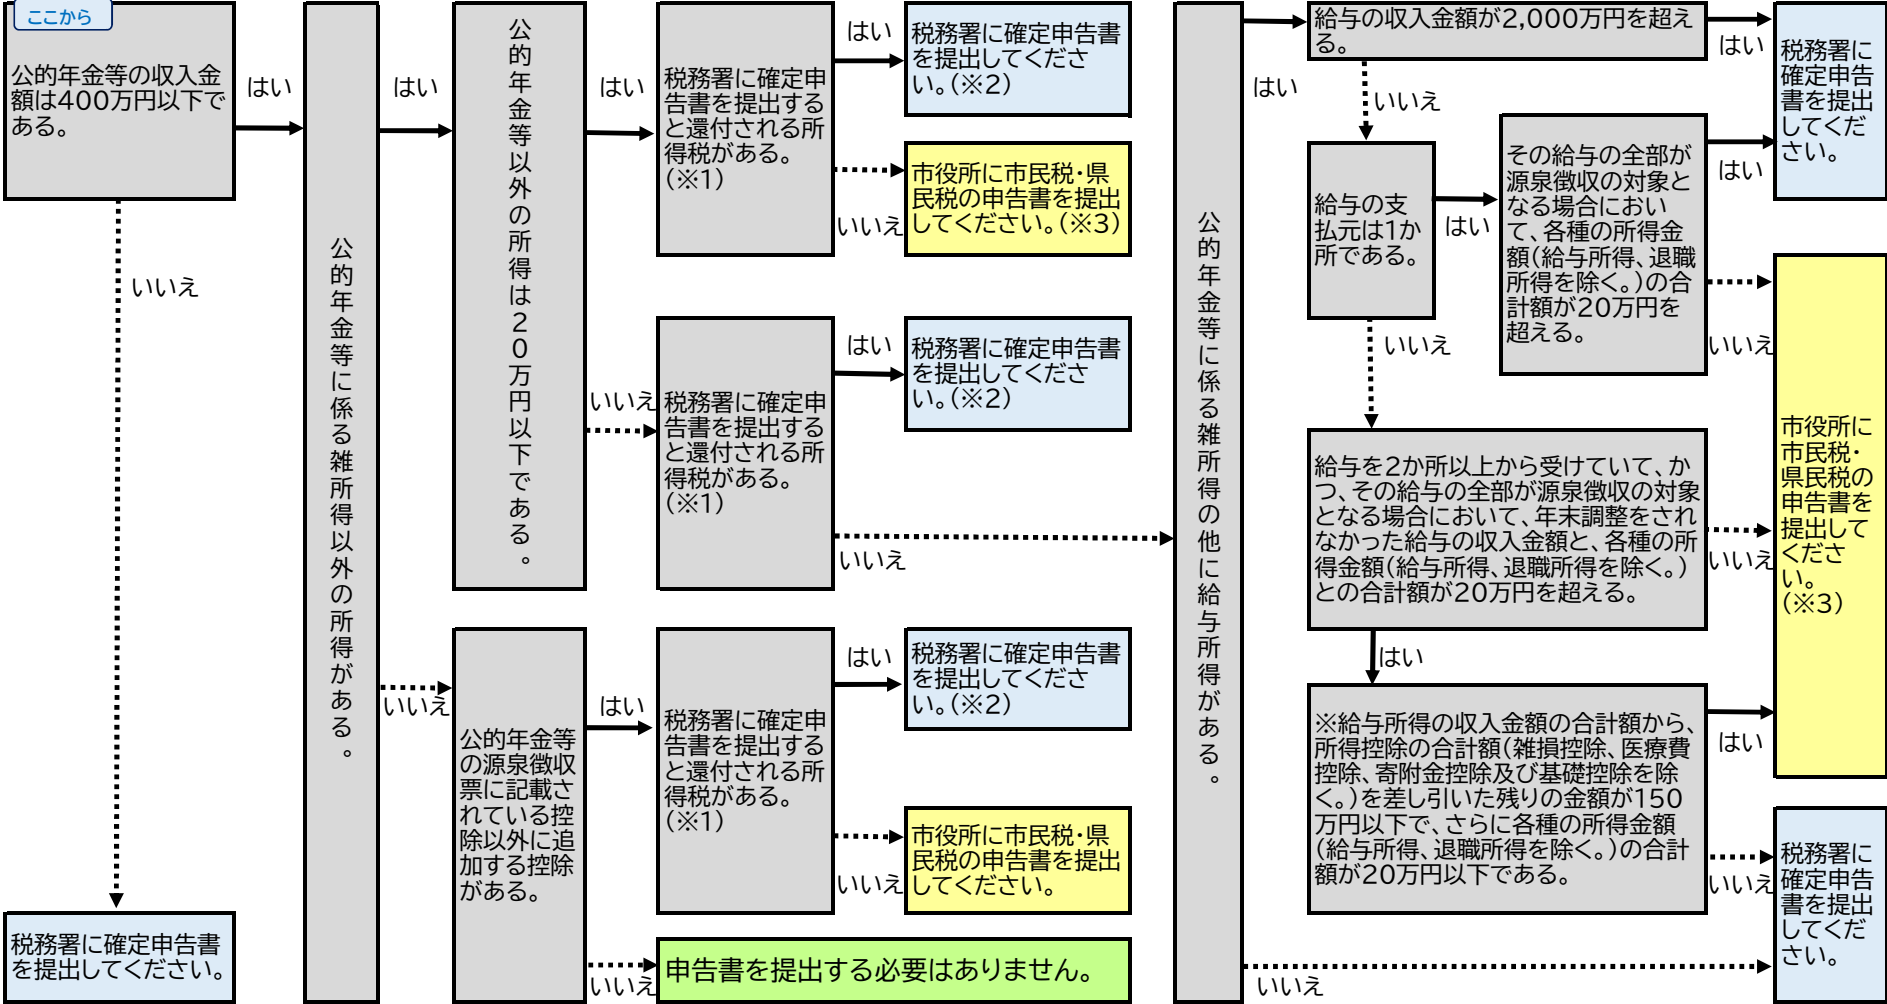 ここから
公的年金等の収入金
額は400万円以下で
ある。
はい
いいえ
税務署に確定申告書
を提出してください。
公的年金等に係る雑所得以外の所得がある。
はい
いいえ
公的年金等以外の所得は20万円以下である。
はい
いいえ
税務署に確定申
告書を提出する
と還付される所
得税がある。
(※1)
はい
税務署に確定申告書
を提出してくださ
い。(※2)
いいえ
市役所に市民税・県
民税の申告書を提出
してください。(※3)
税務署に確定申
告書を提出する
と還付される所
得税がある。
(※1)
はい
税務署に確定申告書
を提出してくださ
い。(※2)
いいえ
公的年金等
の源泉徴収
票に記載さ
れている控
除以外に追
加する控除
がある。
はい
いいえ
税務署に確定申
告書を提出する
と還付される所
得税がある。
(※1)
はい
税務署に確定申告書
を提出してくださ
い。(※2)
いいえ
市役所に市民税・県
民税の申告書を提出
してください。
申告書を提出する必要はありません。
公的年金等に係る雑所得の他に給与所得がある。
はい
いいえ
給与の収入金額が2,000万円を超え
る。
はい
いいえ
税務署に
確定申告
書を提出
してくだ
さい。
給与の支
払元は1か
所である。
はい
いいえ
その給与の全部が
源泉徴収の対象と
なる場合におい
て、各種の所得金
額(給与所得、退職
所得を除く。)の合
計額が20万円を
超える。
はい
いいえ
給与を2か所以上から受けていて、か
つ、その給与の全部が源泉徴収の対象
となる場合において、年末調整をされ
なかった給与の収入金額と、各種の所
得金額(給与所得、退職所得を除く。)
との合計額が20万円を超える。
いいえ
はい
市役所に
市民税・
県民税の
申告書を
提出して
くださ
い。
(※3)
※給与所得の収入金額の合計額から、
所得控除の合計額(雑損控除、医療費
控除、寄附金控除及び基礎控除を除
く。)を差し引いた残りの金額が150
万円以下で、さらに各種の所得金額
(給与所得、退職所得を除く。)の合計
額が20万円以下である。
はい
いいえ
税務署に
確定申告
書を提出
してくだ
さい。